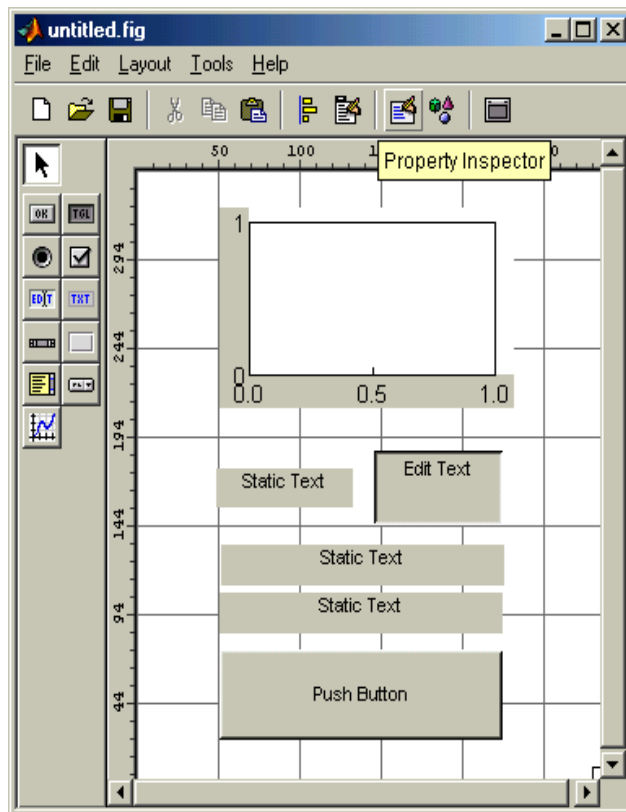 untitled.fig
File Edit Layout Tools Help
50 100
Property Inspector
0
OK TGL
EDIT TXT
294
244
194
144
94
44
1
0
0.0 0.5 1.0
Static Text
Edit Text
Static Text
Static Text
Push Button